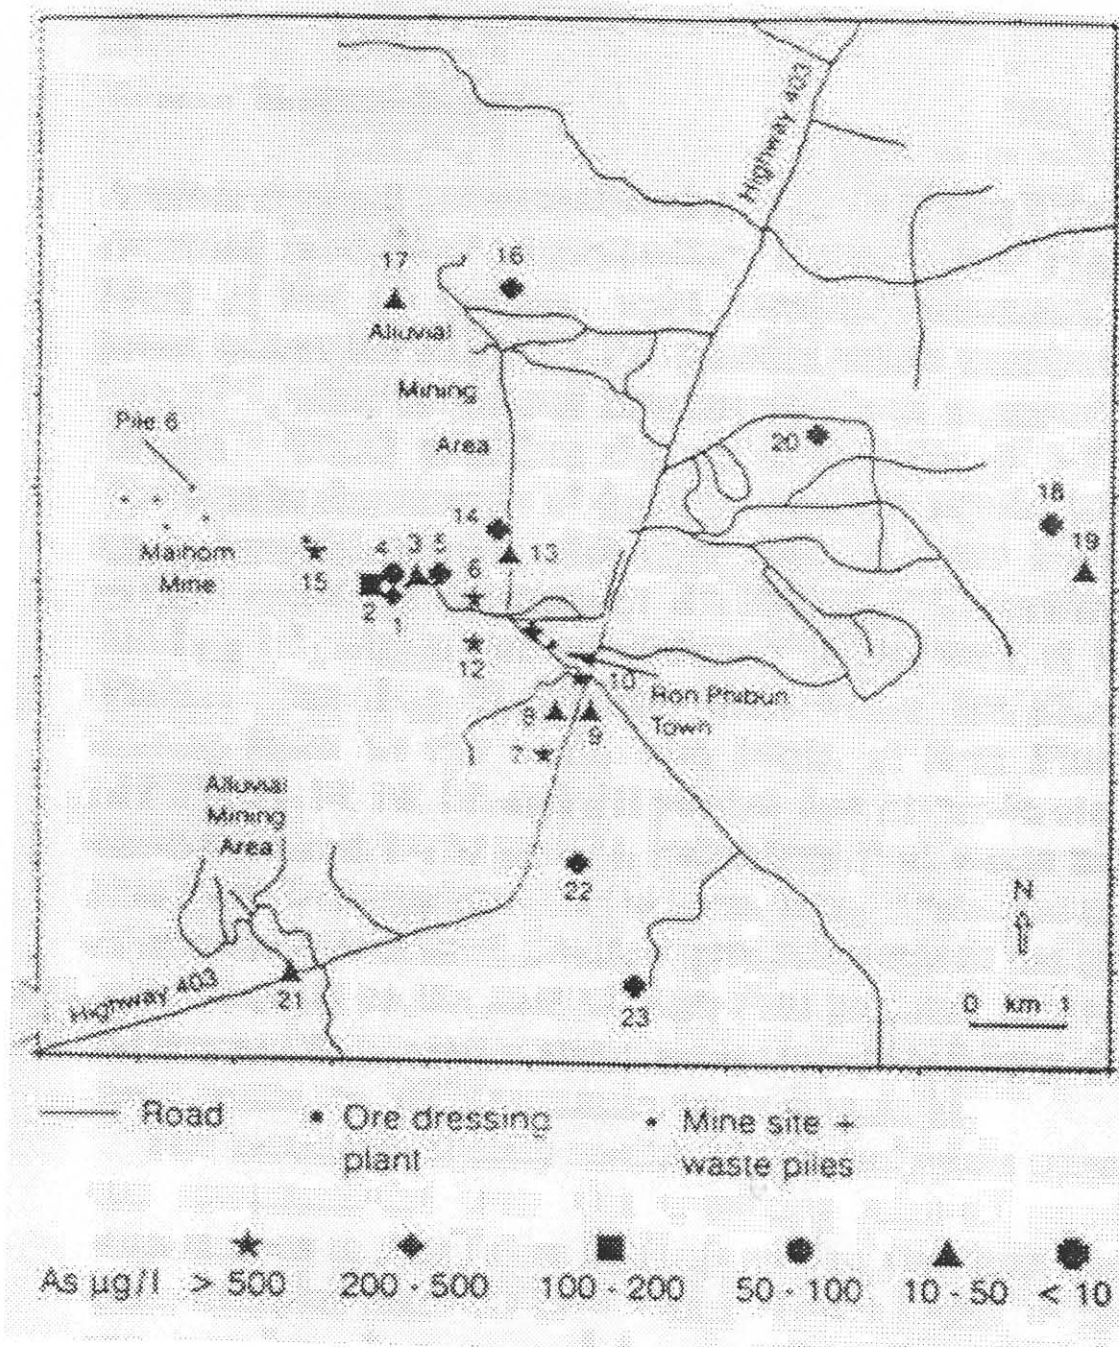 Highway 403
17
16
Alluvial
Mining
Area
Pile 6
20
18
19
14
13
Maihom
Mine
15
4
3
5
6
2
1
12
10
Ron Phibun
Town
8
9
7
Alluvial
Mining
Area
22
N
Highway 403
21
23
0 km 1
Road
Ore dressing
plant
Mine site +
waste piles
As µg/l > 500 200 - 500 100 - 200 50 - 100 10 - 50 < 10